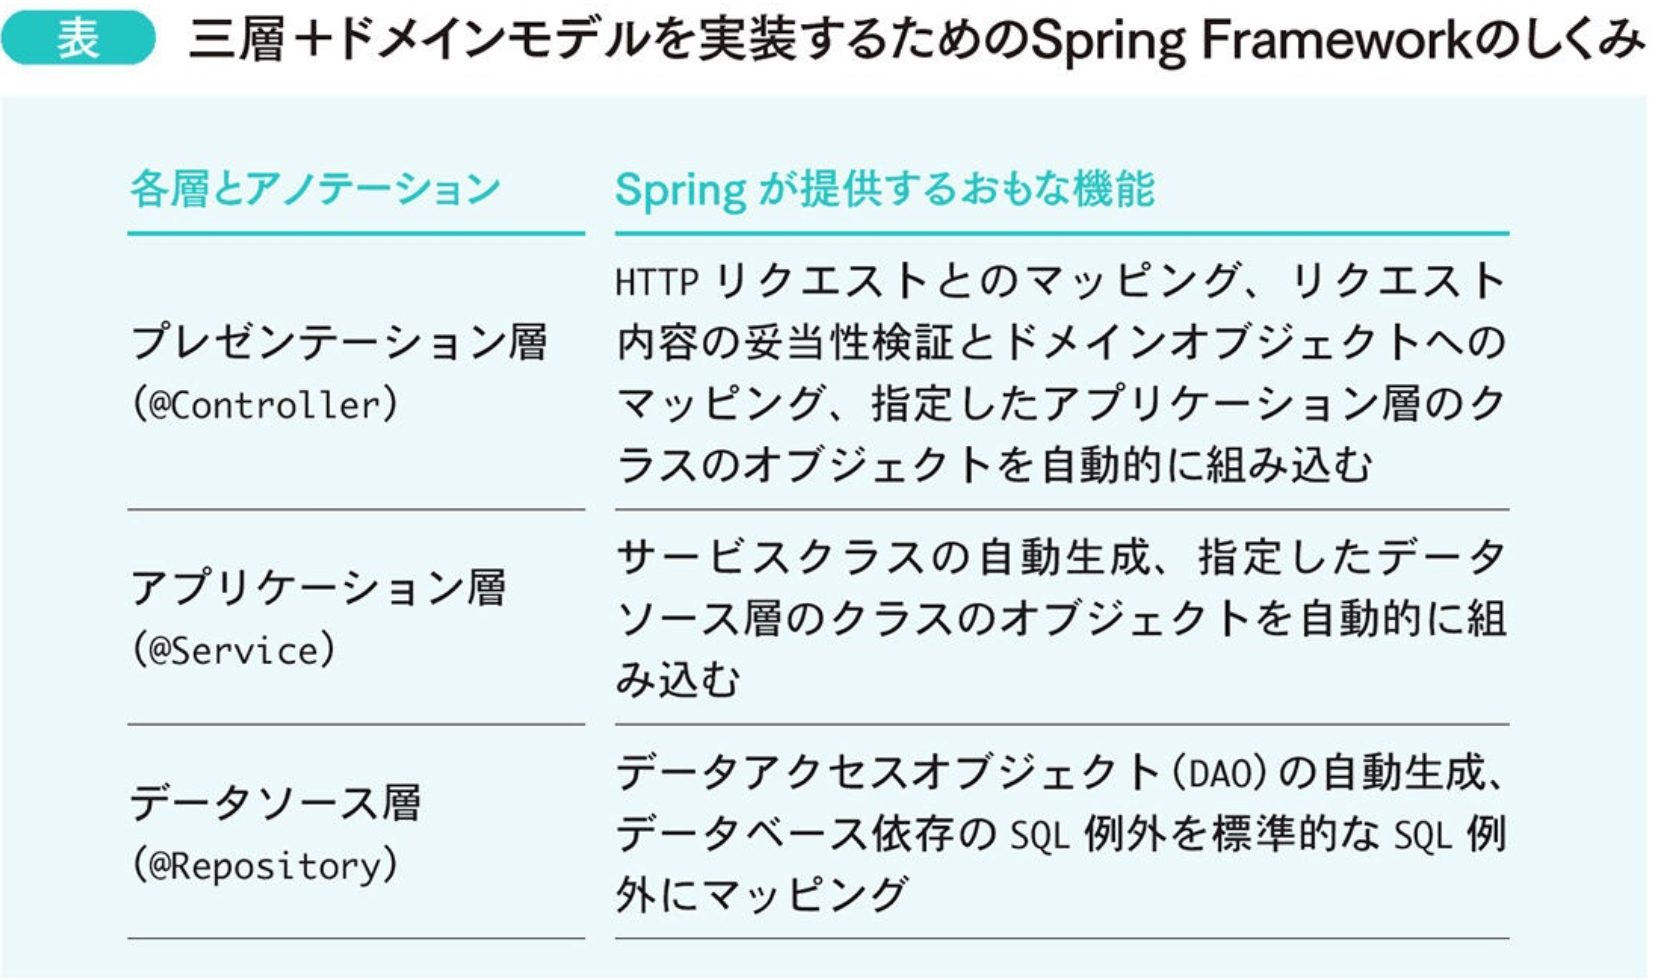 表 三層+ドメインモデルを実装するためのSpring Frameworkのしくみ
各層とアノテーション
Spring が提供するおもな機能
プレゼンテーション層
(@Controller)
HTTP リクエストとのマッピング、リクエスト
内容の妥当性検証とドメインオブジェクトへの
マッピング、指定したアプリケーション層のク
ラスのオブジェクトを自動的に組み込む
アプリケーション層
(@Service)
サービスクラスの自動生成、指定したデータ
ソース層のクラスのオブジェクトを自動的に組
み込む
データソース層
(@Repository)
データアクセスオブジェクト(DAO)の自動生成、
データベース依存の SQL 例外を標準的な SQL 例
外にマッピング